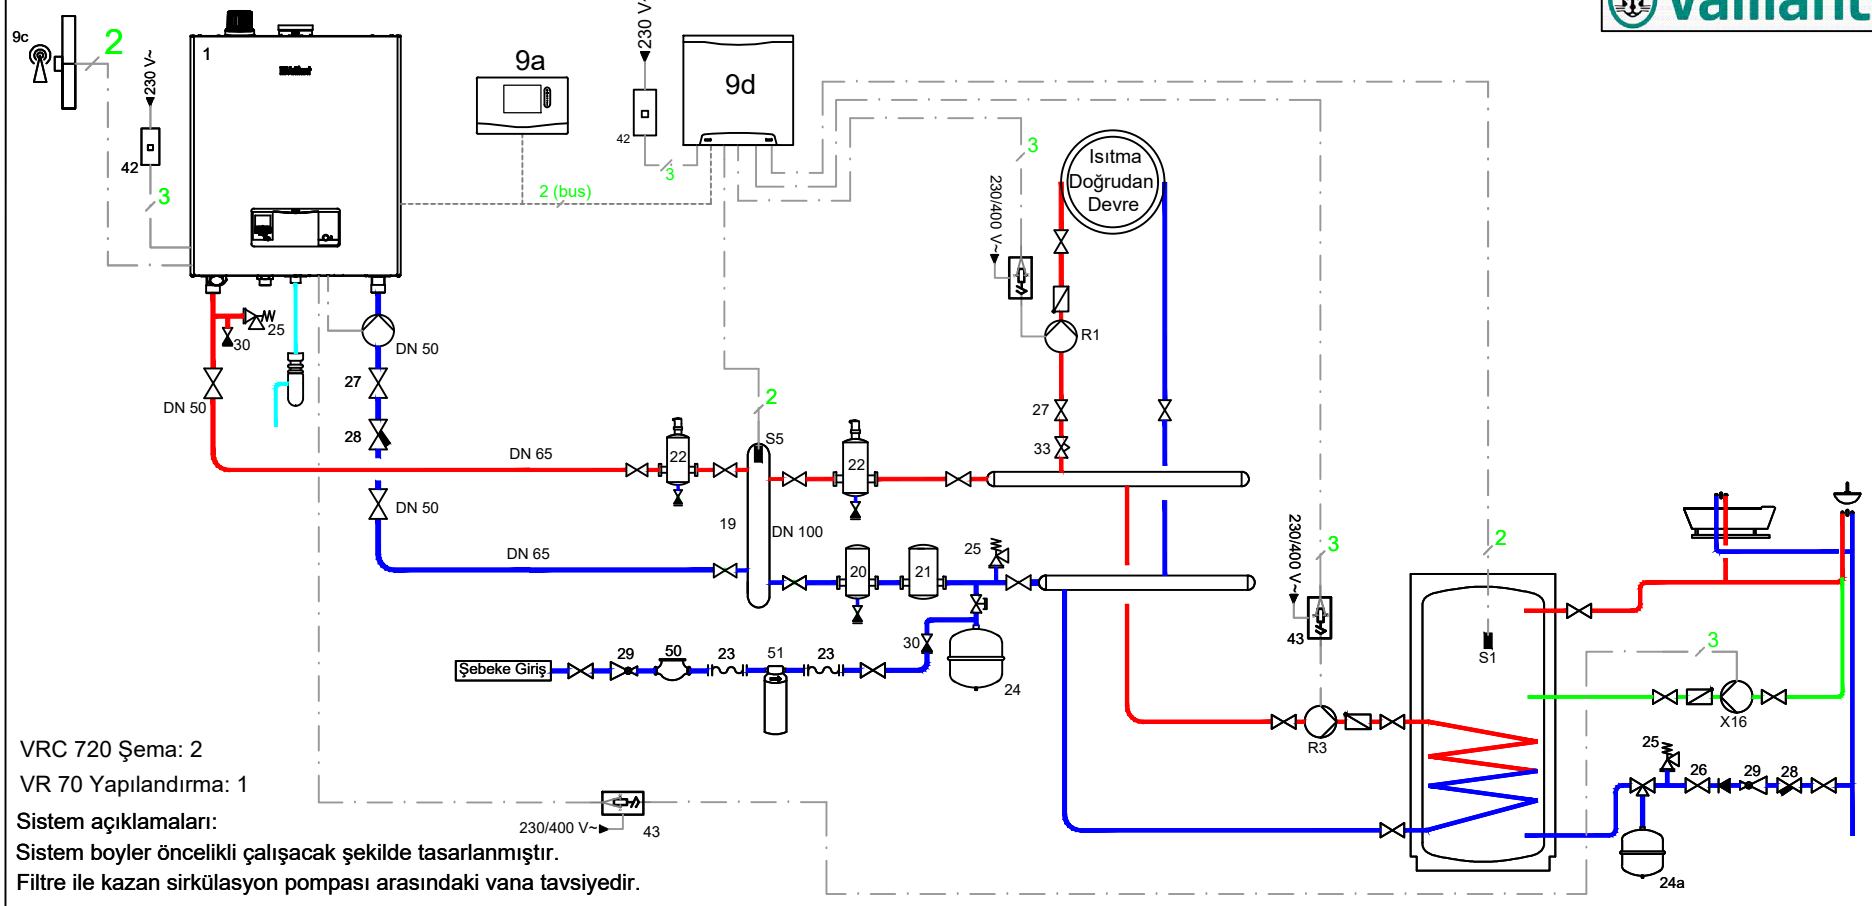 Vaillant
9c
2
230 V~
42
3
1
9a
2 (bus)
230 V~
42
3
9d
3
230/400 V~
Isıtma
Doğrudan
Devre
R1
27
33
25
30
DN 50
DN 50
27
28
DN 50
DN 65
DN 65
22
S5
2
22
19
DN 100
20
21
25
30
24
Şebeke Giriş
29
50
23
51
23
230/400 V~
3
43
R3
2
S1
3
X16
25
26
29
28
24a
VRC 720 Şema: 2
VR 70 Yapılandırma: 1
Sistem açıklamaları:
Sistem boyler öncelikli çalışacak şekilde tasarlanmıştır.
Filtre ile kazan sirkülasyon pompası arasındaki vana tavsiyedir.
230/400 V~
43